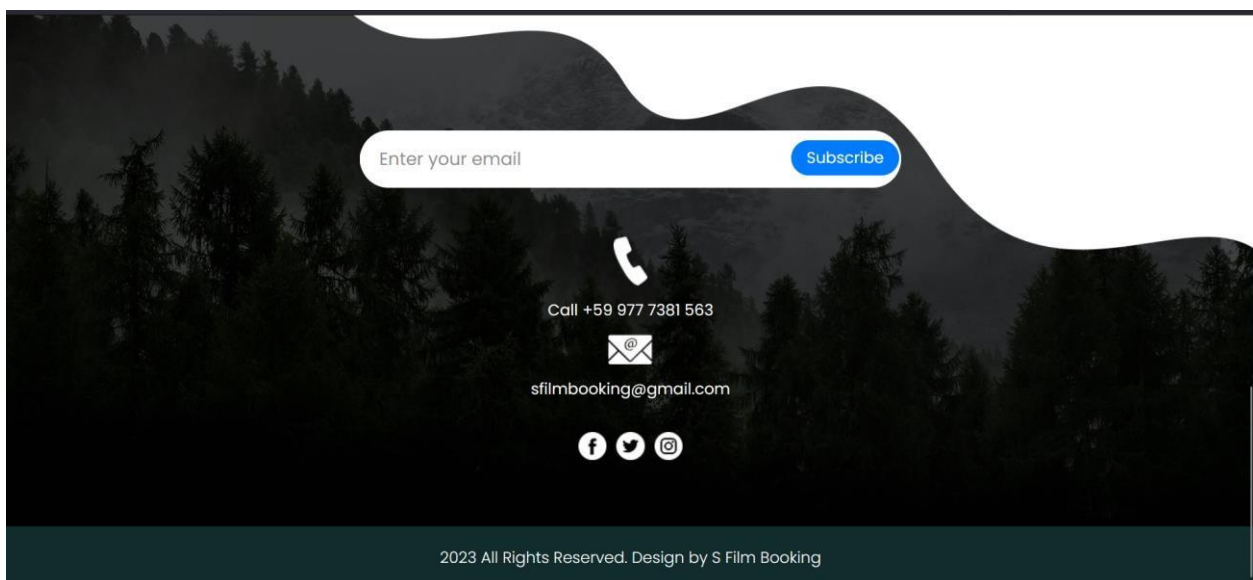 Enter your email
Subscribe
Call +59 977 7381 563
@
sfilmbooking@gmail.com
2023 All Rights Reserved. Design by S Film Booking